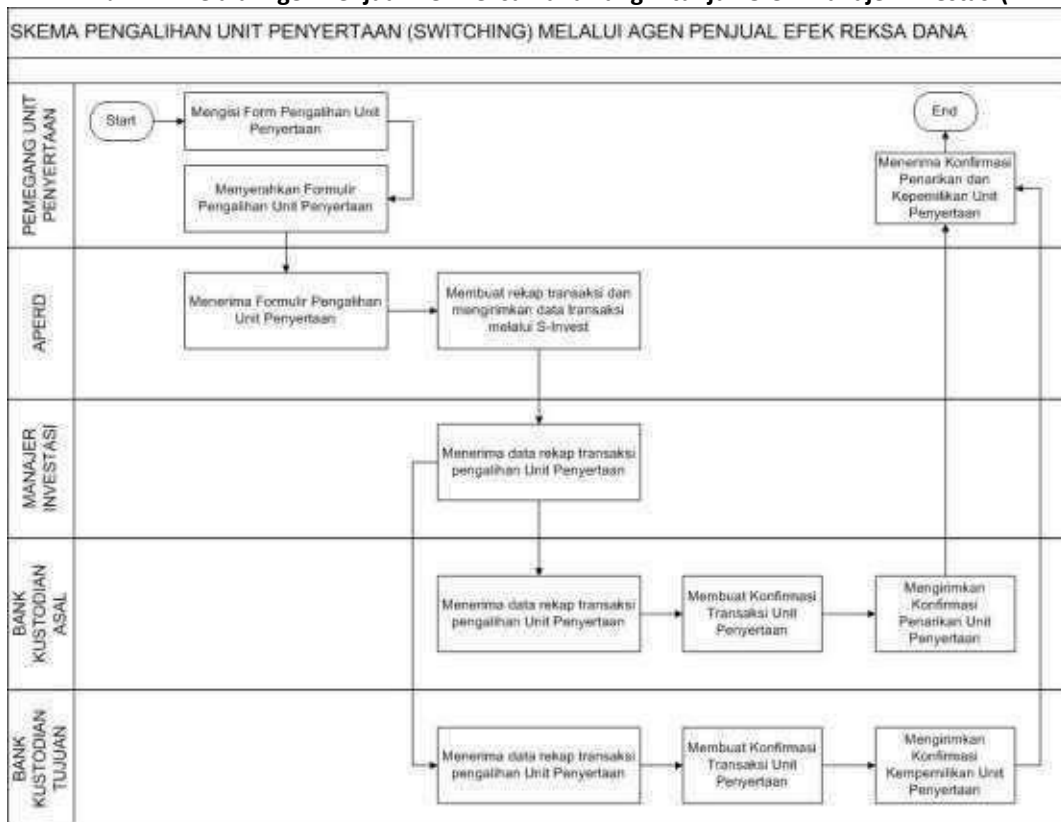 SKEMA PENGALIHAN UNIT PENYERTAAN (SWITCHING) MELALUI AGEN PENJUAL EFEK REKSA DANA
PEMEGANG UNIT
PENYERTAAN
Start
Mengisi Form Pengalihan Unit
Penyertaan
Menyerahkan Formulir
Pengalihan Unit Penyertaan
End
Menerima Konfirmasi
Penarikan dan
Kepemilikan Unit
Penyertaan
APERD
Menerima Formulir Pengalihan
Unit Penyertaan
Membuat rekap transaksi dan
mengirimkan data transaksi
melalui S-Invest
MANAJER
INVESTASI
Menerima data rekap transaksi
pengalihan Unit Penyertaan
BANK
KUSTODIAN
ASAL
Menerima data rekap transaksi
pengalihan Unit Penyertaan
Membuat Konfirmasi
Transaksi Unit
Penyertaan
Mengirimkan
Konfirmasi
Penarikan Unit
Penyertaan
BANK
KUSTODIAN
TUJUAN
Menerima data rekap transaksi
pengalihan Unit Penyertaan
Membuat Konfirmasi
Transaksi Unit
Penyertaan
Mengirimkan
Konfirmasi
Kempemilikan Unit
Penyertaan